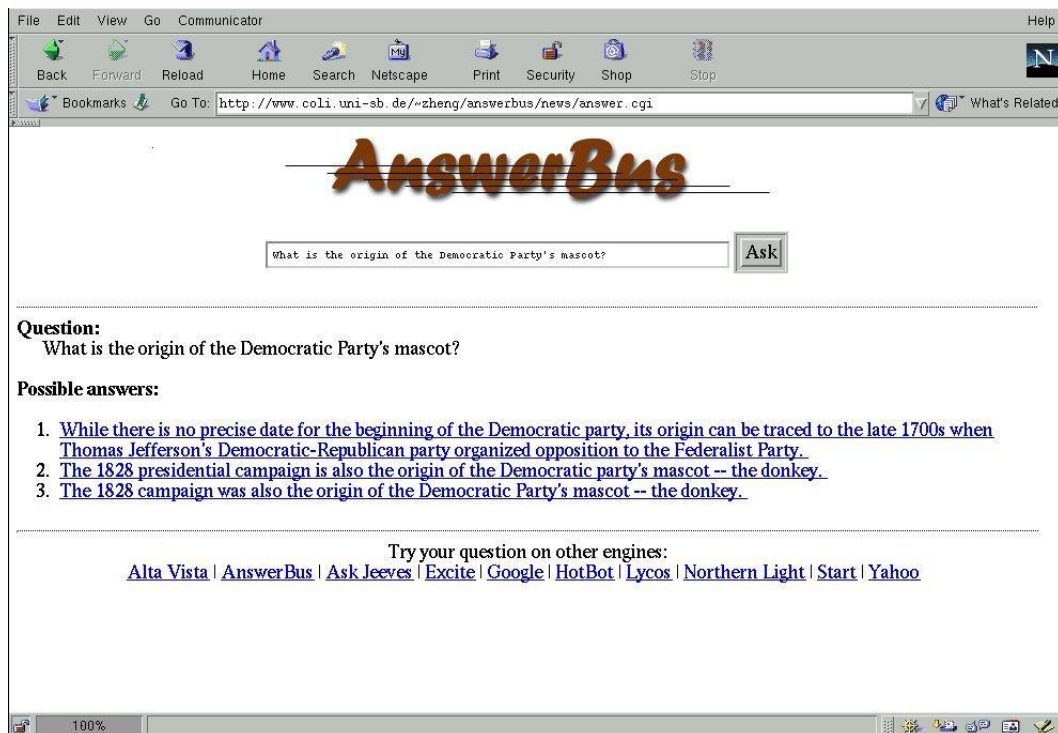 File Edit View Go Communicator Help
Back Forward Reload Home Search Netscape Print Security Shop Stop
My
N
Bookmarks Go To: http://www.coli.uni-sb.de/~zheng/answerbus/news/answer.cgi What's Related
AnswerBus
What is the origin of the Democratic Party's mascot? Ask
Question:
What is the origin of the Democratic Party's mascot?
Possible answers:
1. While there is no precise date for the beginning of the Democratic party, its origin can be traced to the late 1700s when
Thomas Jefferson's Democratic-Republican party organized opposition to the Federalist Party.
2. The 1828 presidential campaign is also the origin of the Democratic party's mascot -- the donkey.
3. The 1828 campaign was also the origin of the Democratic Party's mascot -- the donkey.
Try your question on other engines:
Alta Vista | AnswerBus | Ask Jeeves | Excite | Google | HotBot | Lycos | Northern Light | Start | Yahoo
100%